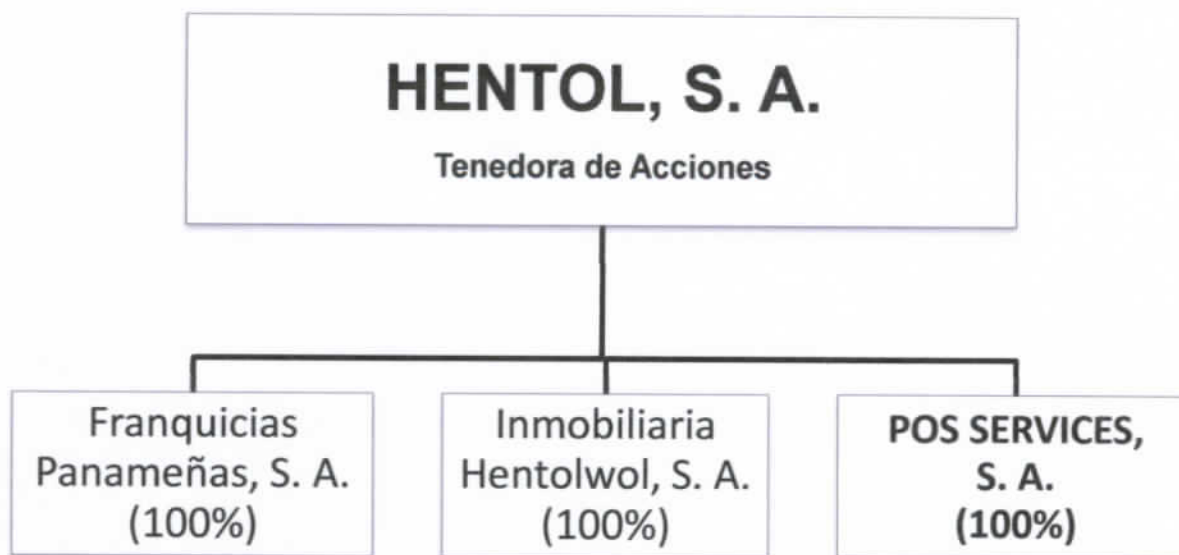 HENTOL, S. A.
Tenedora de Acciones
Franquicias
Panameñas, S. A.
(100%)
Inmobiliaria
Hentolwol, S. A.
(100%)
POS SERVICES,
S. A.
(100%)